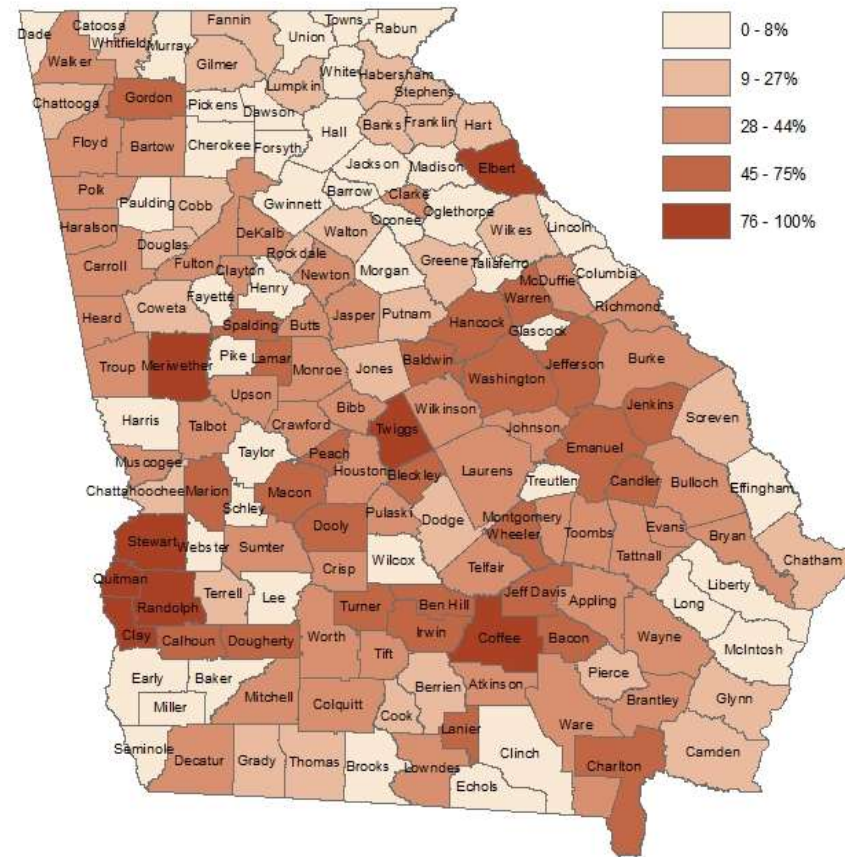 Dade
Catoosa
Whitfield
Murray
Fannin
Union
Towns
Rabun
0 - 8%
Walker
Gilmer
White
Habersham
9 - 27%
Lumpkin
Stephens
Chattooga
Gordon
Pickens
Dawson
Banks
Franklin
Hart
28 - 44%
Hall
Floyd
Bartow
Cherokee
Forsyth
Jackson
Madison
Elbert
45 - 75%
Polk
Paulding
Cobb
Gwinnett
Barrow
Clarke
Oconee
Oglethorpe
Wilkes
Lincoln
76 - 100%
Haralson
Douglas
DeKalb
Walton
Carroll
Fulton
Clayton
Rockdale
Newton
Morgan
Greene
Taliaferro
McDuffie
Columbia
Heard
Coweta
Fayette
Henry
Spalding
Butts
Jasper
Putnam
Hancock
Warren
Glascock
Richmond
Troup
Meriwether
Pike
Lamar
Monroe
Jones
Baldwin
Washington
Jefferson
Burke
Upson
Harris
Talbot
Crawford
Bibb
Twiggs
Wilkinson
Johnson
Emanuel
Jenkins
Screven
Muscogee
Taylor
Peach
Houston
Bleckley
Laurens
Treutlen
Candler
Bulloch
Effingham
Chattahoochee
Marion
Schley
Macon
Pulaski
Dodge
Montgomery
Wheeler
Toombs
Evans
Bryan
Tattnall
Chatham
Stewart
Webster
Sumter
Dooly
Wilcox
Telfair
Crisp
Quitman
Randolph
Terrell
Lee
Turner
Ben Hill
Jeff Davis
Appling
Long
Liberty
Clay
Calhoun
Dougherty
Worth
Tift
Irwin
Coffee
Bacon
Wayne
McIntosh
Early
Baker
Miller
Mitchell
Colquitt
Cook
Berrien
Atkinson
Pierce
Brantley
Glynn
Seminole
Decatur
Grady
Thomas
Brooks
Lanier
Lowndes
Clinch
Echols
Ware
Charlton
Camden